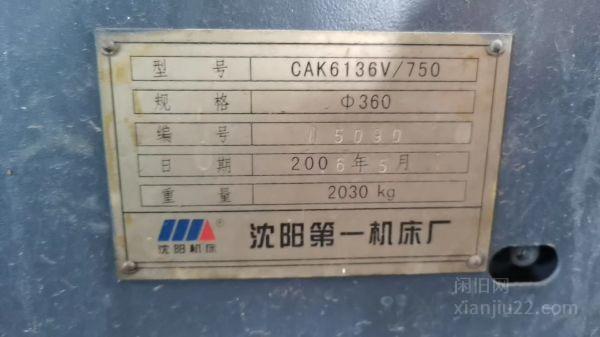 型号 CAK6136V/750
规格 Φ360
编号 15090
日期 2006年5月
重量 2030 kg
沈阳机床 ® 沈阳第一机床厂
闲旧网
xianjiu22.com